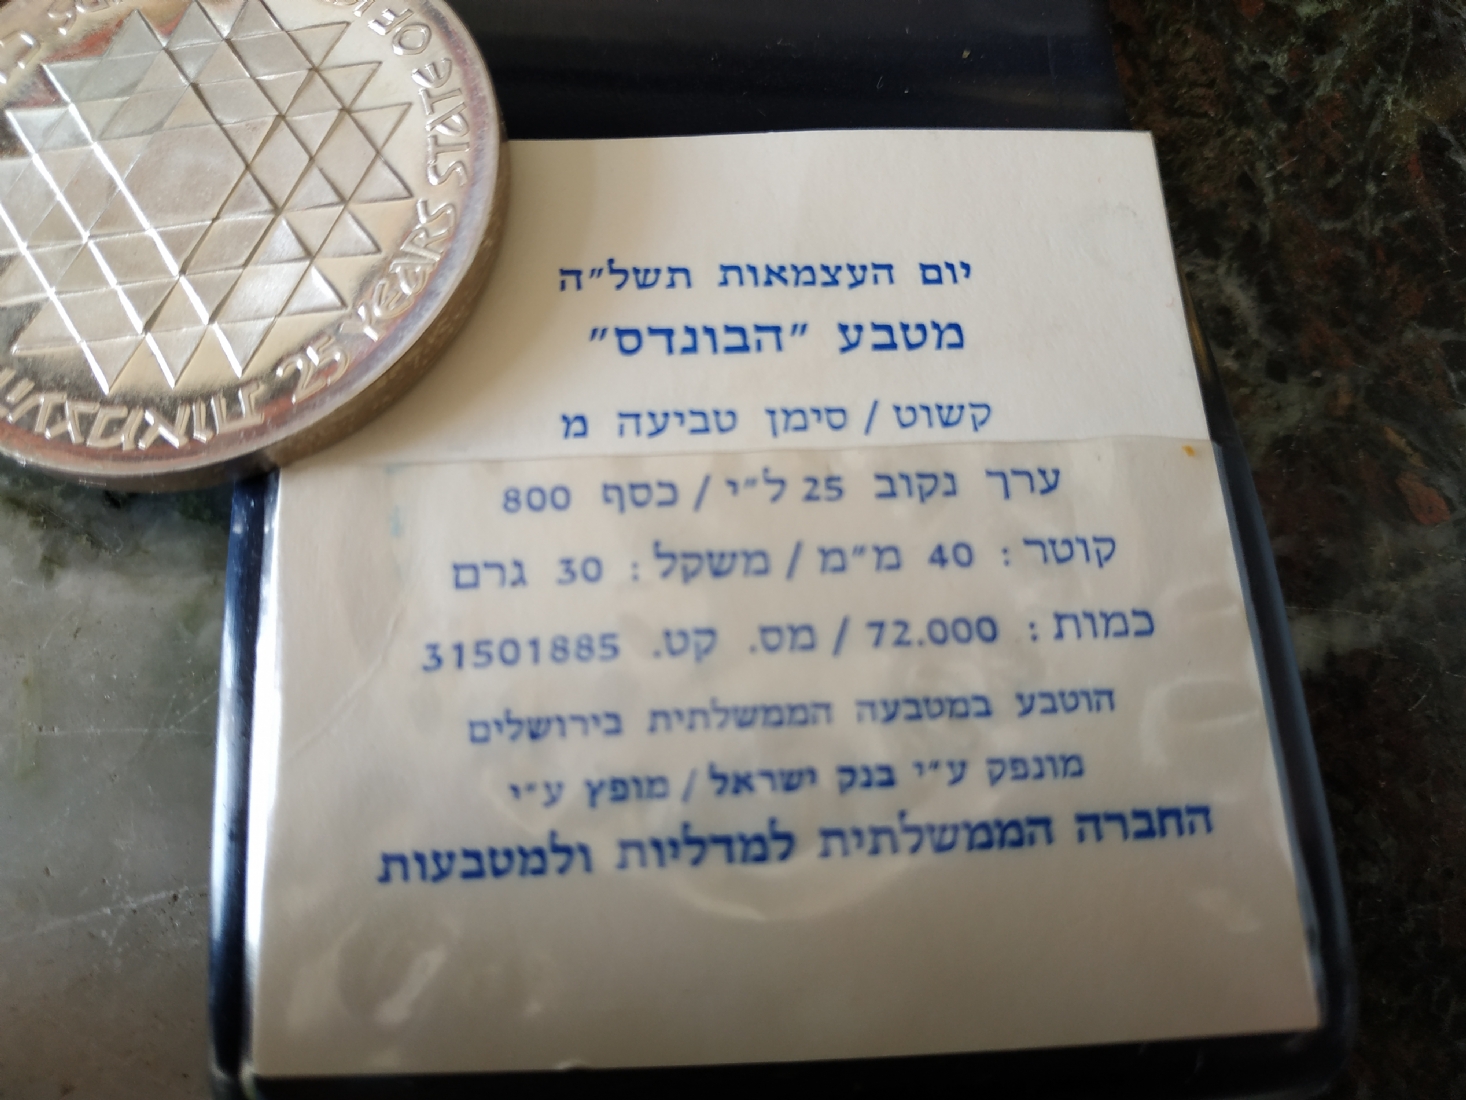 STATE OF
25 YEARS
יום העצמאות תשל״ה
מטבע ״הבונדס״
קשוט / סימן טביעה מ
ערך נקוב 25 ל״י / כסף 800
קוטר : 40 מ״מ / משקל : 30 גרם
כמות : 72.000 / מס. קט. 31501885
הוטבע במטבעה הממשלתית בירושלים
מונפק ע״י בנק ישראל / מופץ ע״י
החברה הממשלתית למדליות ולמטבעות